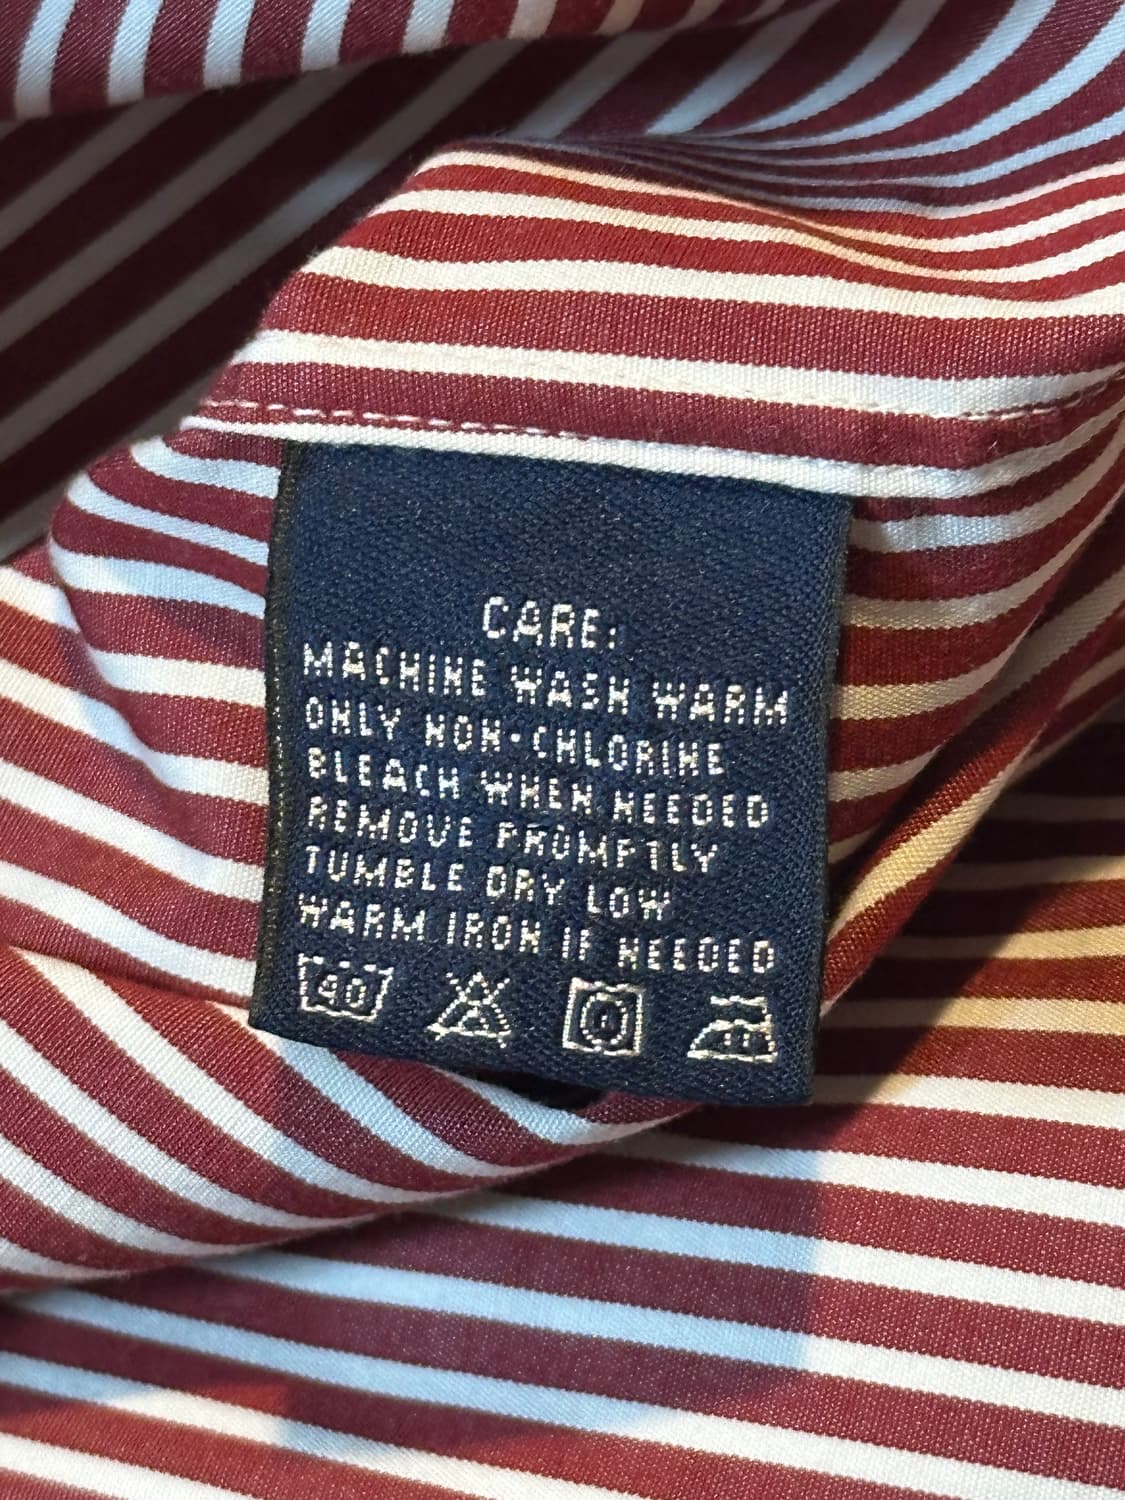 CARE:
MACHINE WASH WARM
ONLY NON-CHLORINE
BLEACH WHEN NEEDED
REMOVE PROMPTLY
TUMBLE DRY LOW
WARM IRON IF NEEDED
40